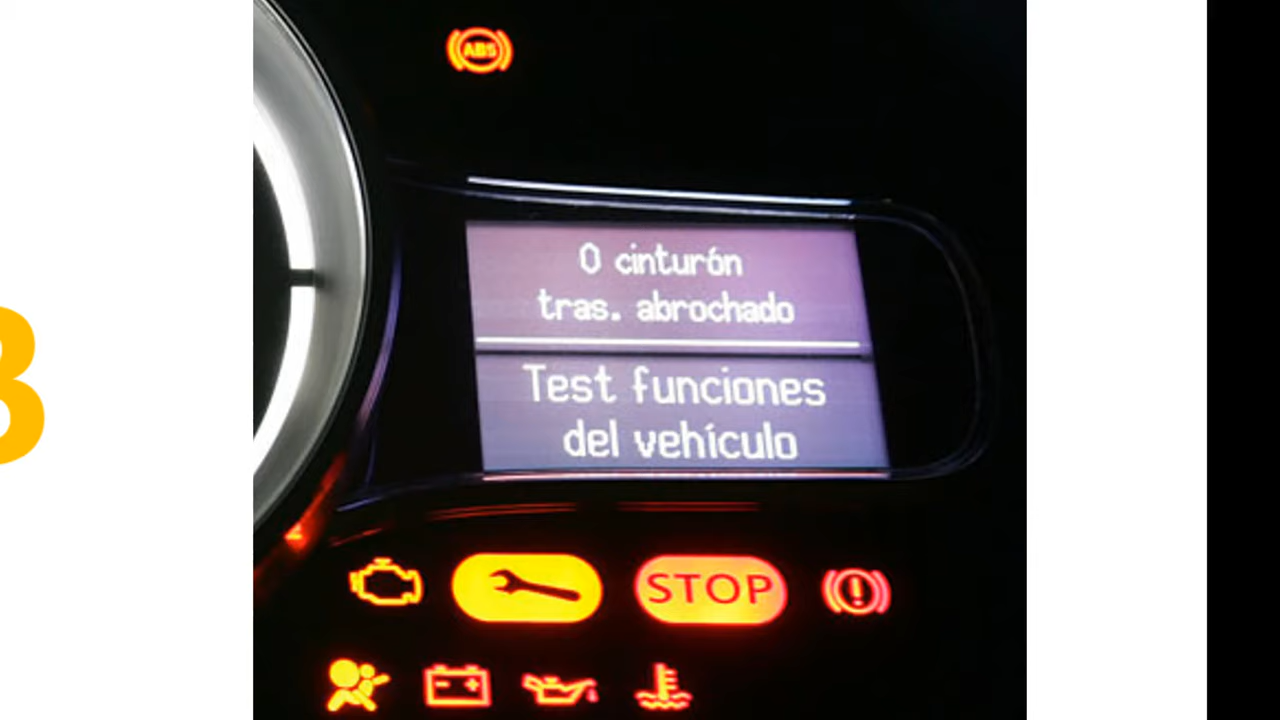 ABS
0 cinturón
tras. abrochado
Test funciones
del vehículo
STOP